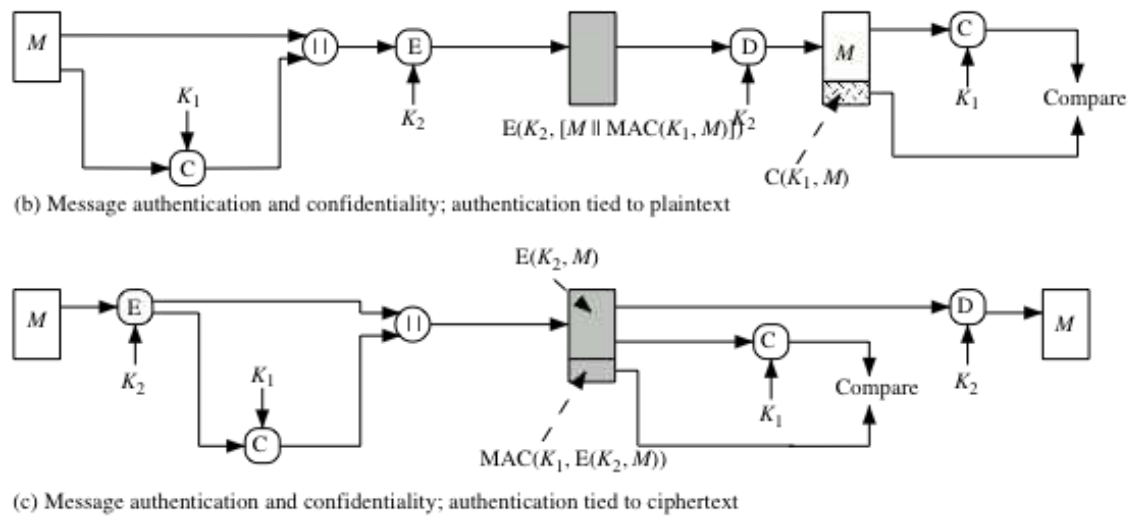 M
| |
E
D
M
C
K1
K2
K2
K1
Compare
E(K2, [M || MAC(K1, M)])
C
C(K1, M)
(b) Message authentication and confidentiality; authentication tied to plaintext
E(K2, M)
M
E
| |
D
M
K2
K1
C
C
K2
Compare
K1
MAC(K1, E(K2, M))
(c) Message authentication and confidentiality; authentication tied to ciphertext